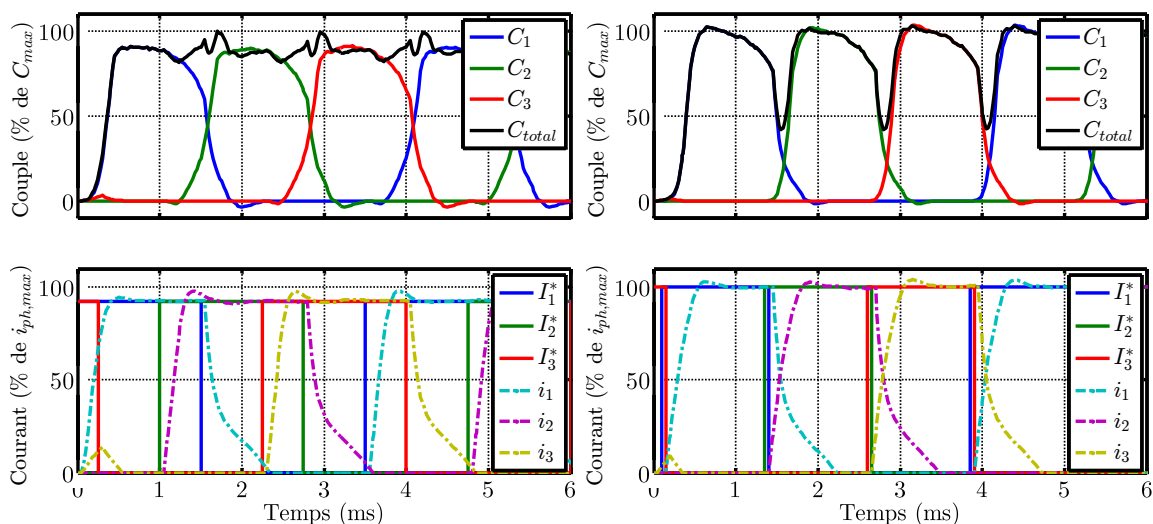 Couple (% de C_max)
100
50
0
C_1
C_2
C_3
C_total
Couple (% de C_max)
100
50
0
C_1
C_2
C_3
C_total
Courant (% de i_ph,max)
100
50
0
I_1^*
I_2^*
I_3^*
i_1
i_2
i_3
0 1 2 3 4 5 6
Temps (ms)
Courant (% de i_ph,max)
100
50
0
I_1^*
I_2^*
I_3^*
i_1
i_2
i_3
0 1 2 3 4 5 6
Temps (ms)